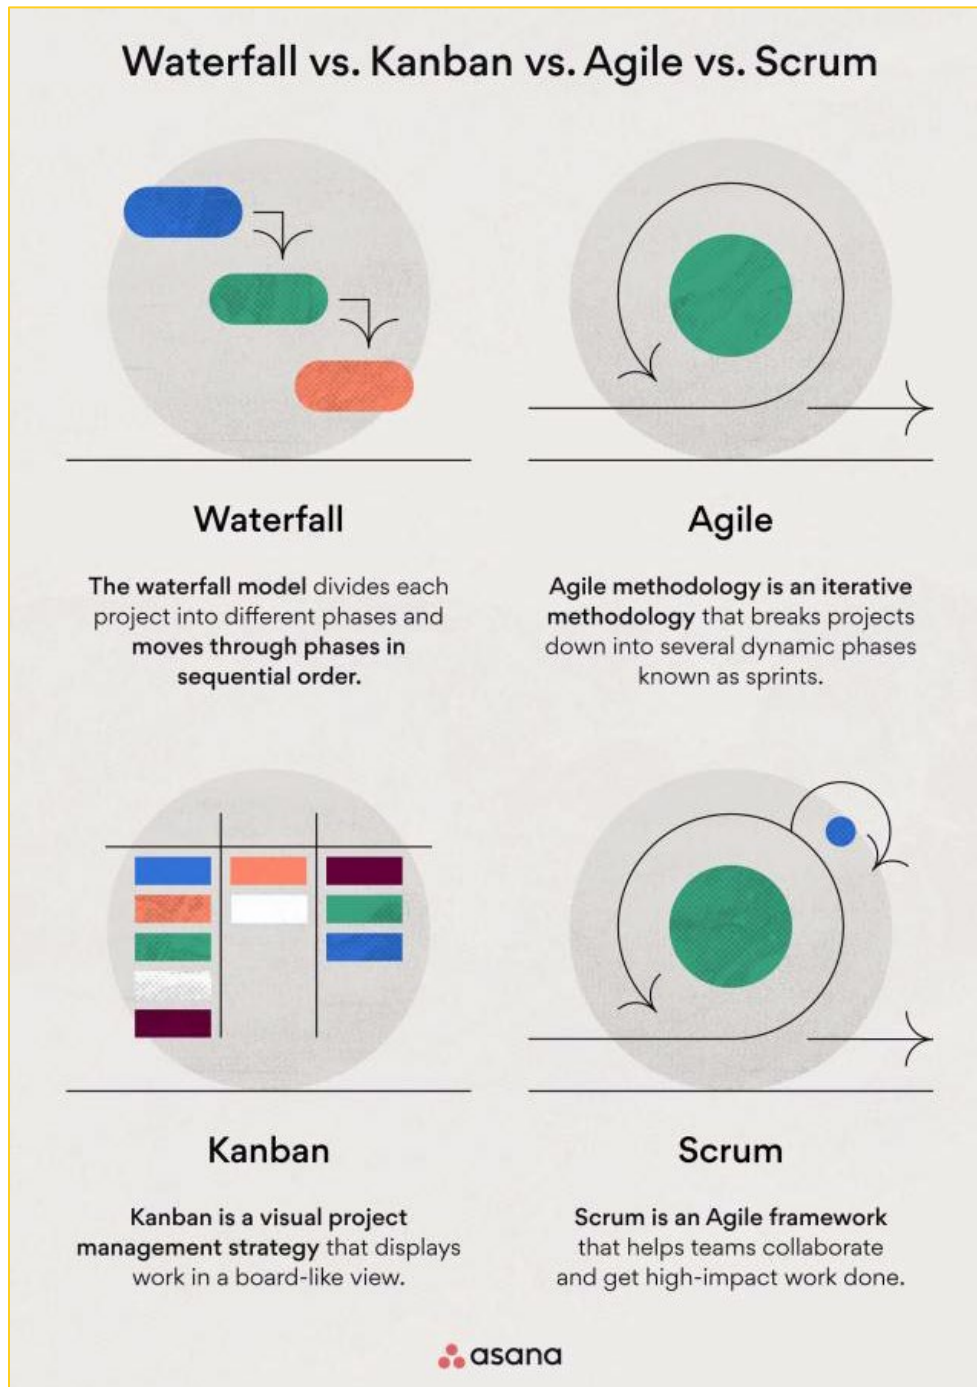 Waterfall vs. Kanban vs. Agile vs. Scrum
Waterfall
The waterfall model divides each
project into different phases and
moves through phases in
sequential order.
Agile
Agile methodology is an iterative
methodology that breaks projects
down into several dynamic phases
known as sprints.
Kanban
Kanban is a visual project
management strategy that displays
work in a board-like view.
Scrum
Scrum is an Agile framework
that helps teams collaborate
and get high-impact work done.
asana